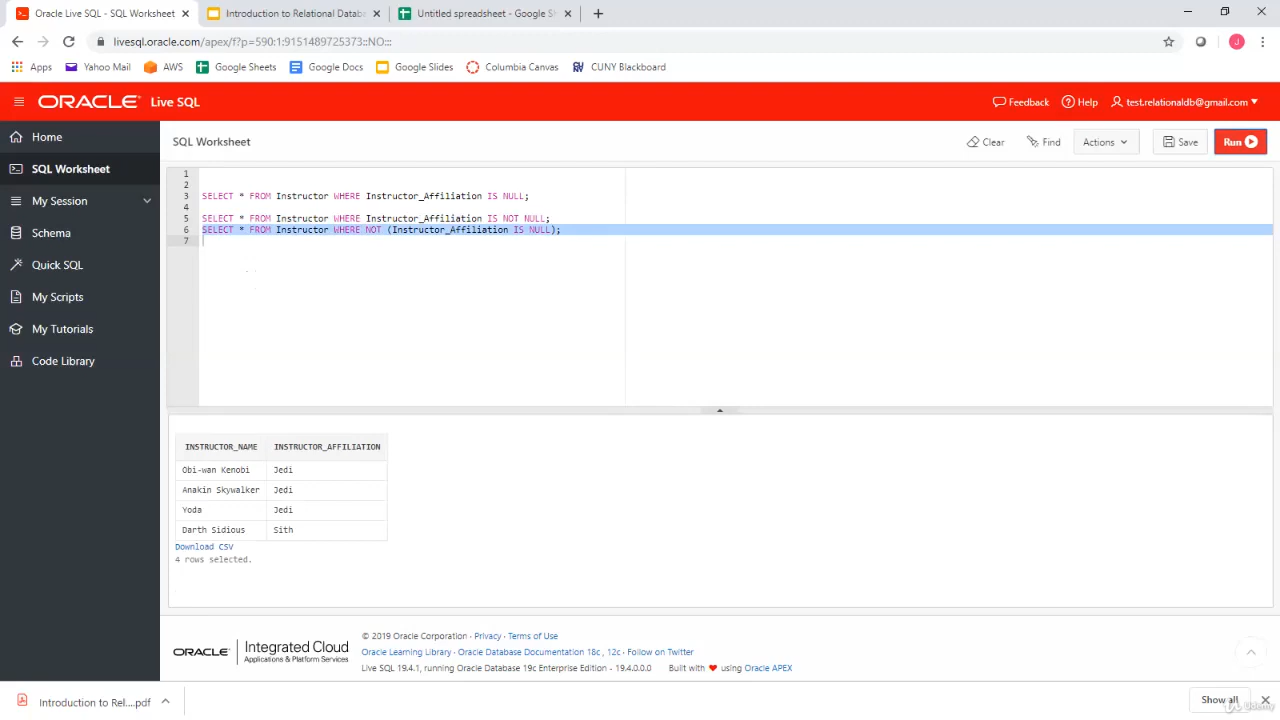 Oracle Live SQL - SQL Worksheet
Introduction to Relational Datab
Untitled spreadsheet - Google S
livesql.oracle.com/apex/f?p=590:1:9151489725373::NO:::
J
Apps Yahoo Mail AWS Google Sheets Google Docs Google Slides Columbia Canvas CUNY Blackboard
ORACLE Live SQL Feedback Help test.relationaldb@gmail.com
Home
SQL Worksheet
My Session
Schema
Quick SQL
My Scripts
My Tutorials
Code Library
SQL Worksheet Clear Find Actions Save Run
1
2
3 SELECT * FROM Instructor WHERE Instructor_Affiliation IS NULL;
4
5 SELECT * FROM Instructor WHERE Instructor_Affiliation IS NOT NULL;
6 SELECT * FROM Instructor WHERE NOT (Instructor_Affiliation IS NULL);
7
INSTRUCTOR_NAME INSTRUCTOR_AFFILIATION
Obi-wan Kenobi Jedi
Anakin Skywalker Jedi
Yoda Jedi
Darth Sidious Sith
Download CSV
4 rows selected.
ORACLE Integrated Cloud
Applications & Platform Services
© 2019 Oracle Corporation · Privacy · Terms of Use
Oracle Learning Library · Oracle Database Documentation 18c , 12c · Follow on Twitter
Live SQL 19.4.1, running Oracle Database 19c Enterprise Edition - 19.4.0.0.0 Built with ❤ using Oracle APEX
Introduction to Rel....pdf
Show all
Udemy